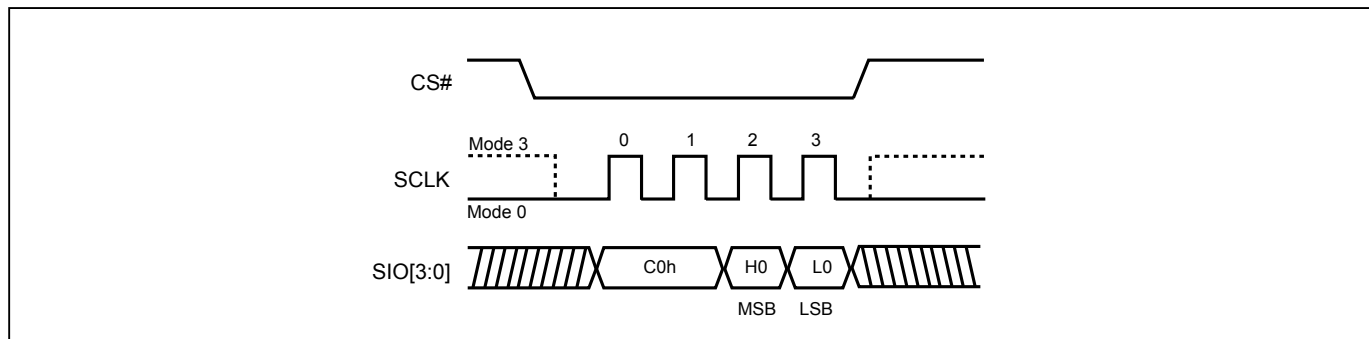 CS#
Mode 3 0 1 2 3
SCLK
Mode 0
SIO[3:0] C0h H0 L0
MSB LSB